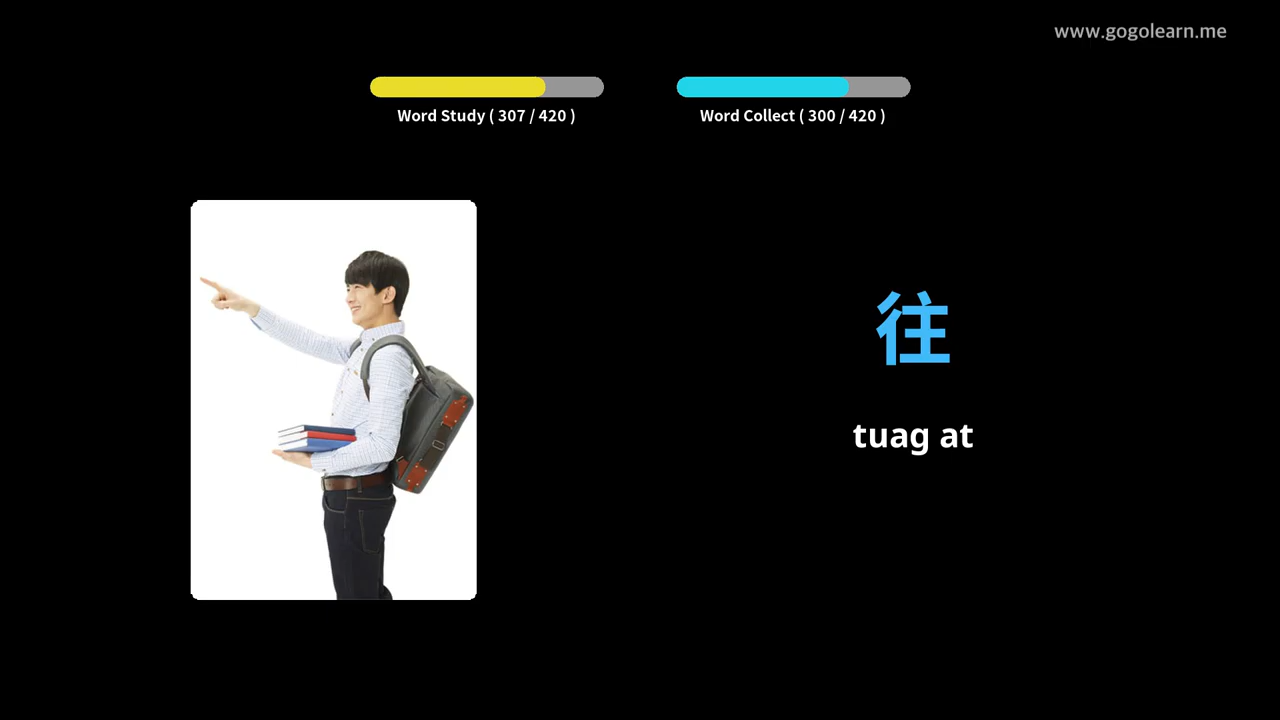 www.gogolearn.me
Word Study ( 307 / 420 )
Word Collect ( 300 / 420 )
往
tuag at